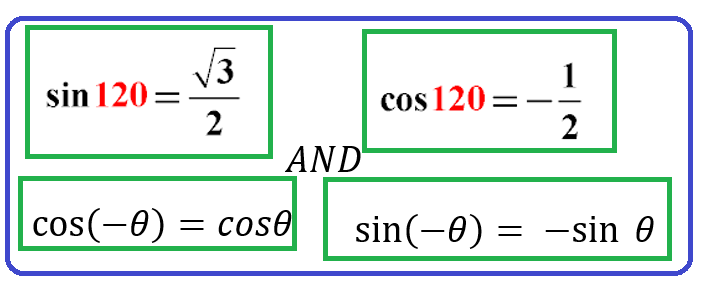 sin 120 = √3/2
cos 120 = −1/2
AND
cos(−θ) = cosθ
sin(−θ) = −sin θ